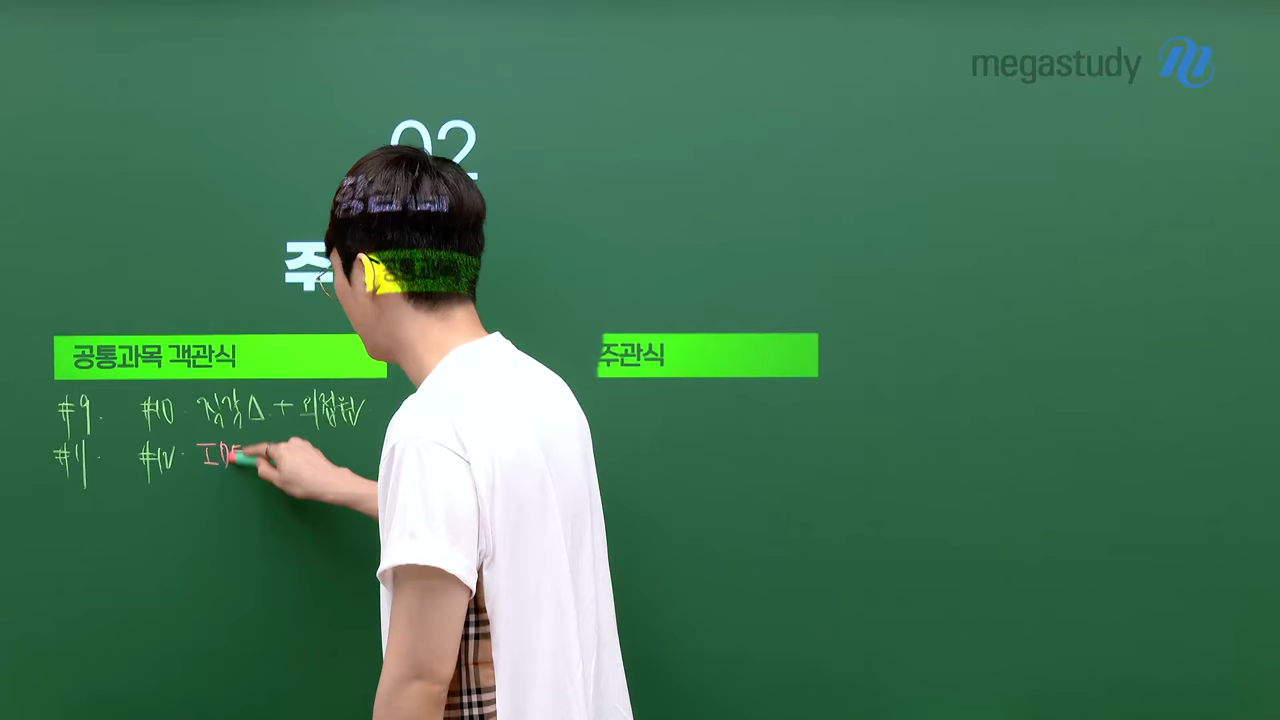 megastudy
02
주
공통과목 객관식
주관식
#9. #10. 직각△ + 외접원
#11. #12.